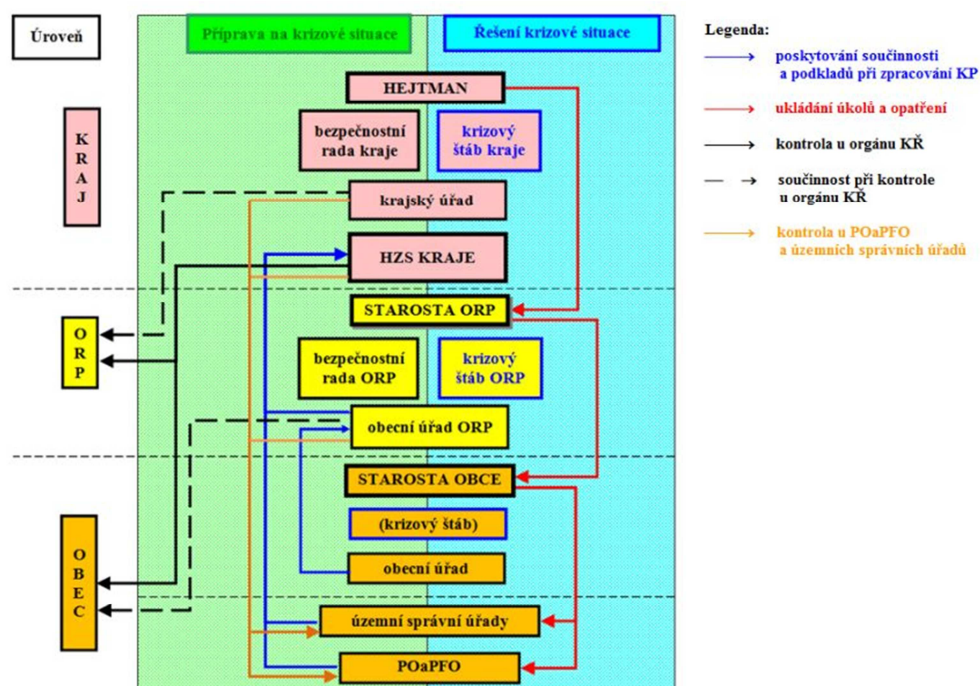 Úroveň
Příprava na krizové situace
Řešení krizové situace
KRAJ
HEJTMAN
bezpečnostní
rada kraje
krizový
štáb kraje
krajský úřad
HZS KRAJE
ORP
STAROSTA ORP
bezpečnostní
rada ORP
krizový
štáb ORP
obecní úřad ORP
OBEC
STAROSTA OBCE
(krizový štáb)
obecní úřad
územní správní úřady
POaPFO
Legenda:
poskytování součinnosti
a podkladů při zpracování KP
ukládání úkolů a opatření
kontrola u orgánu KŘ
součinnost při kontrole
u orgánu KŘ
kontrola u POaPFO
a územních správních úřadů